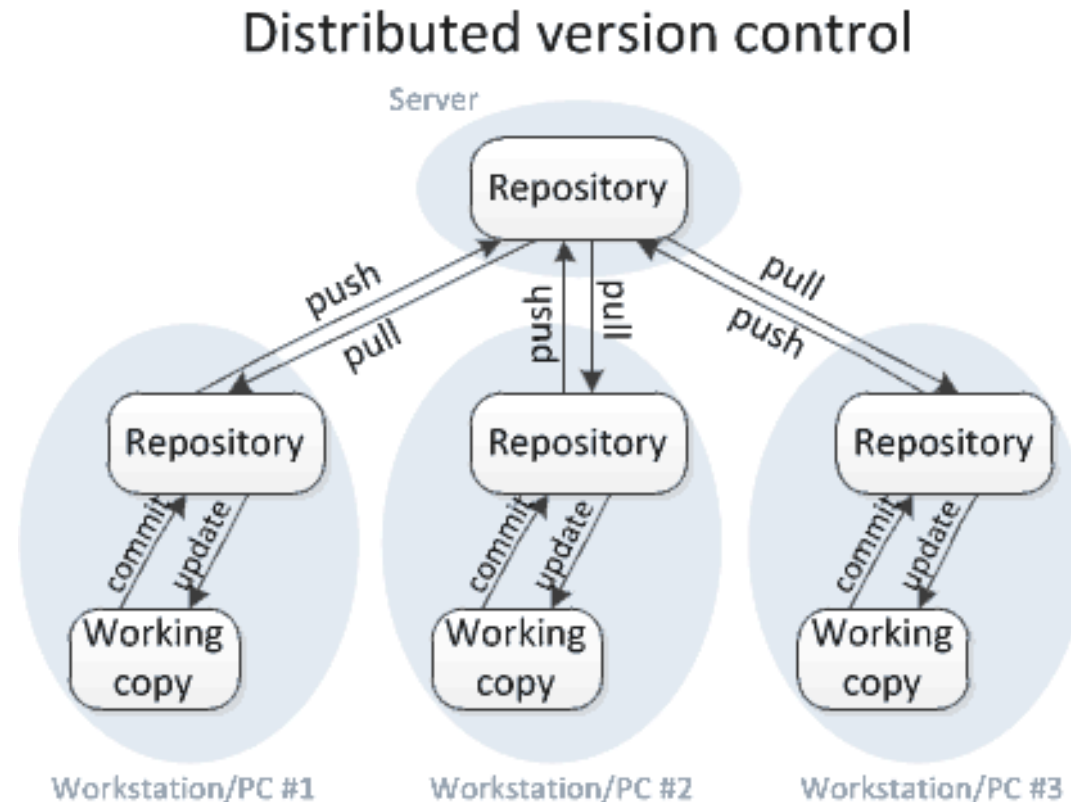 Distributed version control
Server
Repository
push
pull
push
pull
pull
push
Repository
Repository
Repository
commit
update
commit
update
commit
update
Working
copy
Working
copy
Working
copy
Workstation/PC #1
Workstation/PC #2
Workstation/PC #3